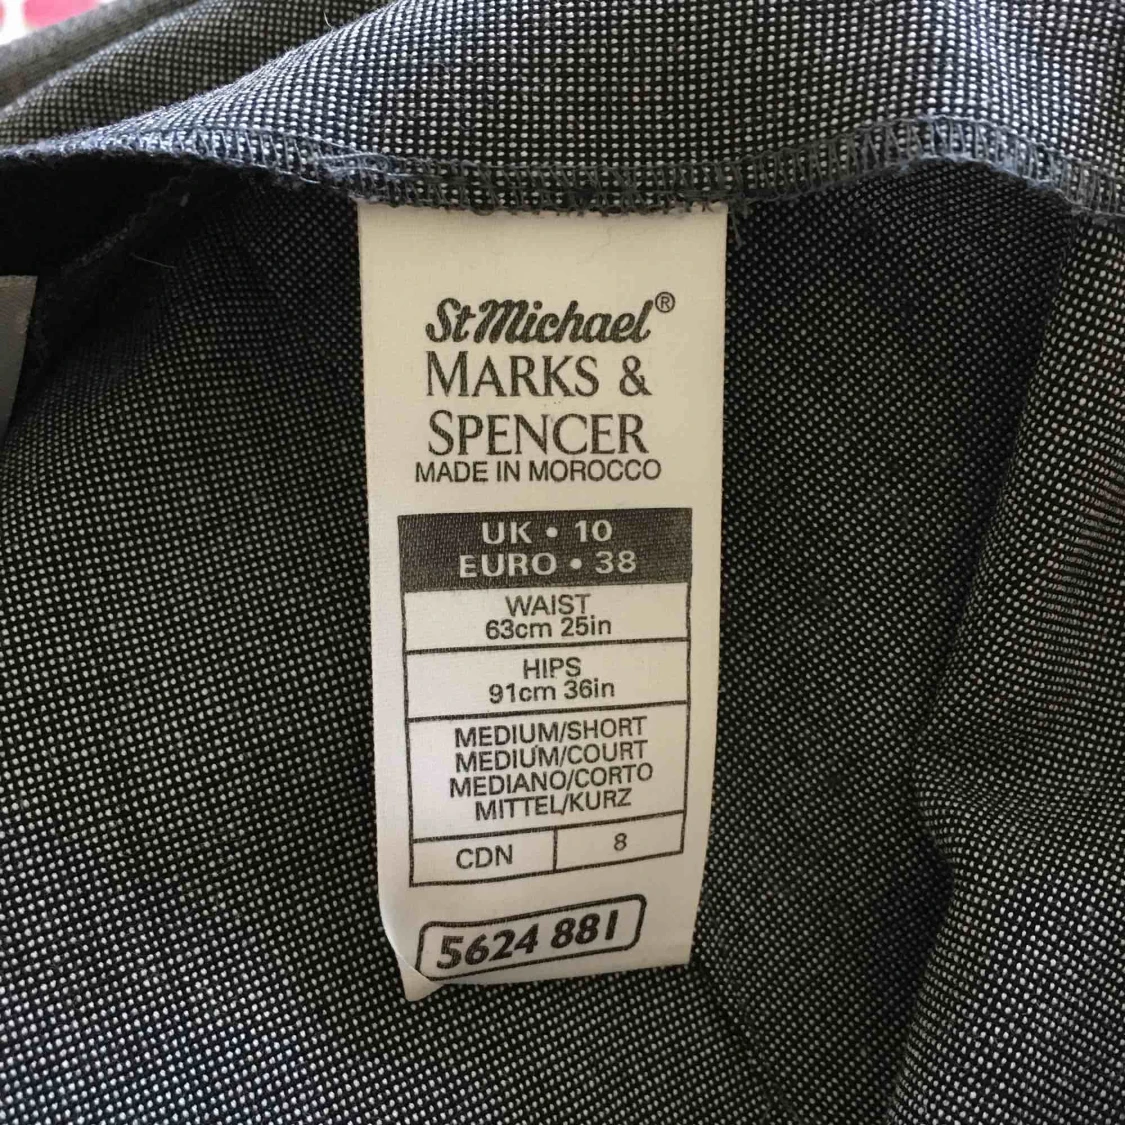 St Michael®
MARKS &
SPENCER
MADE IN MOROCCO
UK • 10
EURO • 38
WAIST
63cm 25in
HIPS
91cm 36in
MEDIUM/SHORT
MEDIUM/COURT
MEDIANO/CORTO
MITTEL/KURZ
CDN 8
5624 881